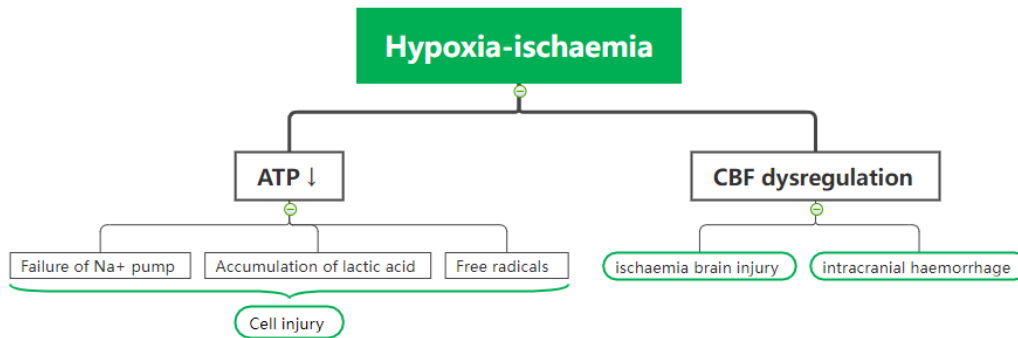 Hypoxia-ischaemia
ATP ↓
CBF dysregulation
Failure of Na+ pump
Accumulation of lactic acid
Free radicals
ischaemia brain injury
intracranial haemorrhage
Cell injury